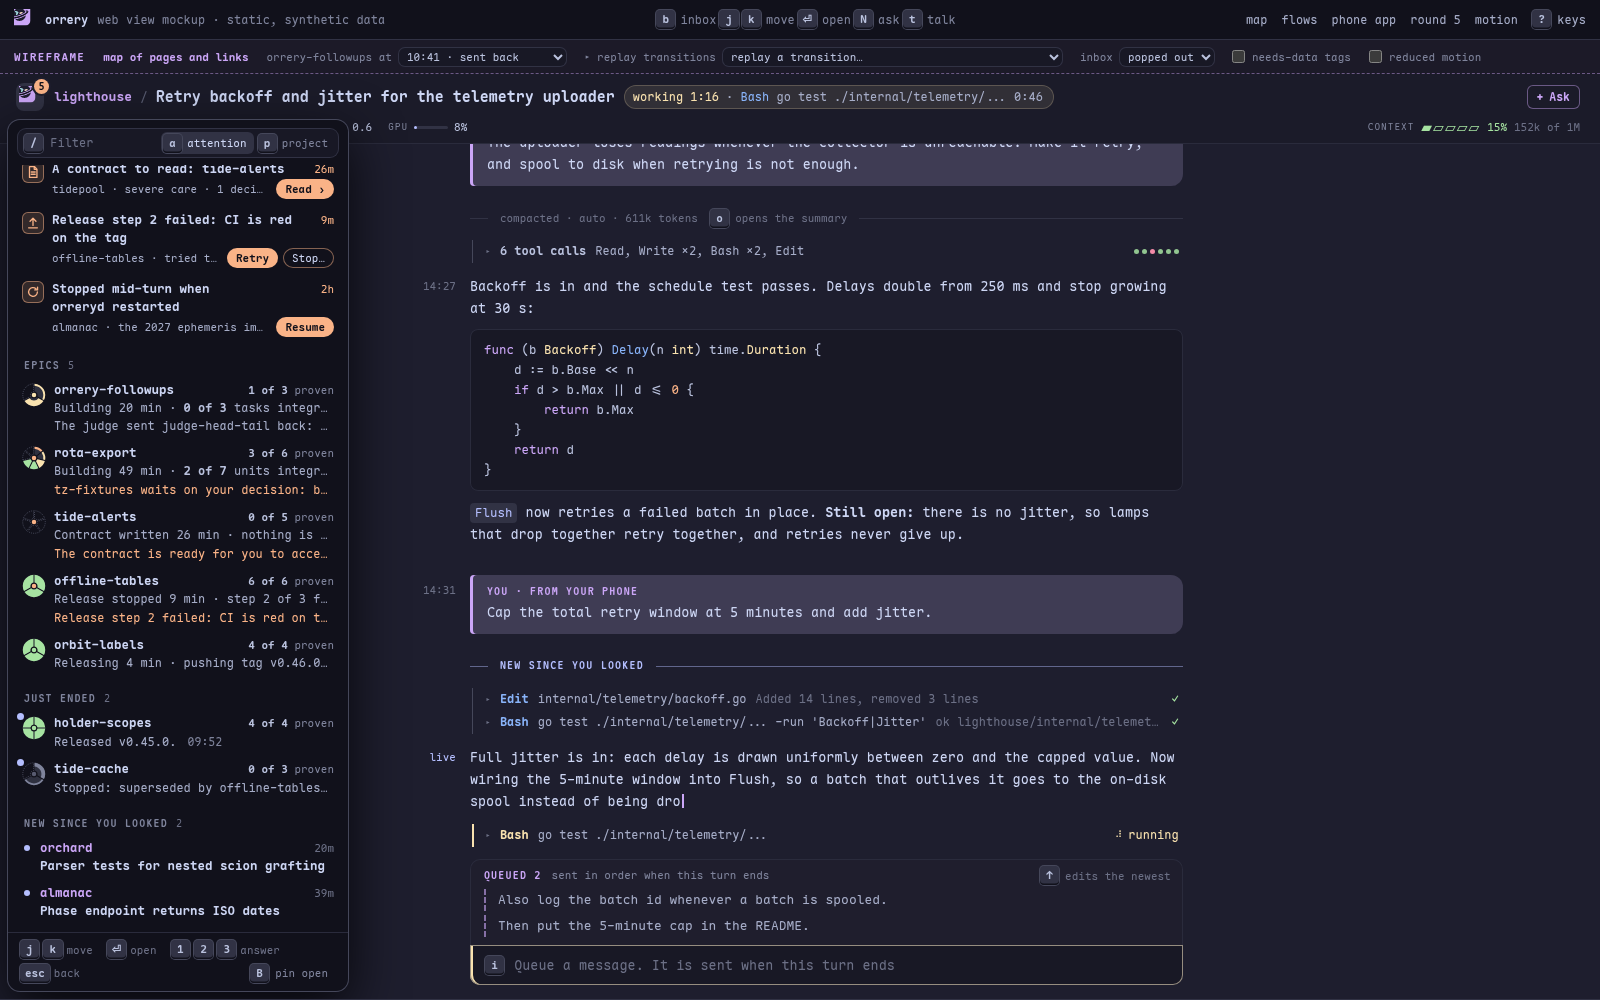 orrery web view mockup · static, synthetic data
b inbox j k move ⏎ open N ask t talk
map flows phone app round 5 motion ? keys
WIREFRAME map of pages and links orrery-followups at 10:41 · sent back ▸ replay transitions replay a transition… inbox popped out needs-data tags reduced motion
5 lighthouse / Retry backoff and jitter for the telemetry uploader working 1:16 · Bash go test ./internal/telemetry/... 0:46 + Ask
0.6 GPU 8% CONTEXT 15% 152k of 1M
/ Filter a attention p project
A contract to read: tide-alerts 26m
tidepool · severe care · 1 deci… Read ›
Release step 2 failed: CI is red on the tag 9m
offline-tables · tried t… Retry Stop…
Stopped mid-turn when orreryd restarted 2h
almanac · the 2027 ephemeris im… Resume
EPICS 5
orrery-followups 1 of 3 proven
Building 20 min · 0 of 3 tasks integr…
The judge sent judge-head-tail back: …
rota-export 3 of 6 proven
Building 49 min · 2 of 7 units integr…
tz-fixtures waits on your decision: b…
tide-alerts 0 of 5 proven
Contract written 26 min · nothing is …
The contract is ready for you to acce…
offline-tables 6 of 6 proven
Release stopped 9 min · step 2 of 3 f…
Release step 2 failed: CI is red on t…
orbit-labels 4 of 4 proven
Releasing 4 min · pushing tag v0.46.0…
JUST ENDED 2
holder-scopes 4 of 4 proven
Released v0.45.0. 09:52
tide-cache 0 of 3 proven
Stopped: superseded by offline-tables…
NEW SINCE YOU LOOKED 2
orchard 20m
Parser tests for nested scion grafting
almanac 39m
Phase endpoint returns ISO dates
j k move ⏎ open 1 2 3 answer
esc back B pin open
The uploader loses readings whenever the collector is unreachable. Make it retry,
and spool to disk when retrying is not enough.
compacted · auto · 611k tokens o opens the summary
6 tool calls Read, Write ×2, Bash ×2, Edit
14:27 Backoff is in and the schedule test passes. Delays double from 250 ms and stop growing
at 30 s:
func (b Backoff) Delay(n int) time.Duration {
d := b.Base << n
if d > b.Max || d <= 0 {
return b.Max
}
return d
}
Flush now retries a failed batch in place. Still open: there is no jitter, so lamps
that drop together retry together, and retries never give up.
14:31 YOU · FROM YOUR PHONE
Cap the total retry window at 5 minutes and add jitter.
NEW SINCE YOU LOOKED
Edit internal/telemetry/backoff.go Added 14 lines, removed 3 lines ✓
Bash go test ./internal/telemetry/... -run 'Backoff|Jitter' ok lighthouse/internal/telemet… ✓
live Full jitter is in: each delay is drawn uniformly between zero and the capped value. Now
wiring the 5-minute window into Flush, so a batch that outlives it goes to the on-disk
spool instead of being dro
Bash go test ./internal/telemetry/... running
QUEUED 2 sent in order when this turn ends ↑ edits the newest
Also log the batch id whenever a batch is spooled.
Then put the 5-minute cap in the README.
i Queue a message. It is sent when this turn ends